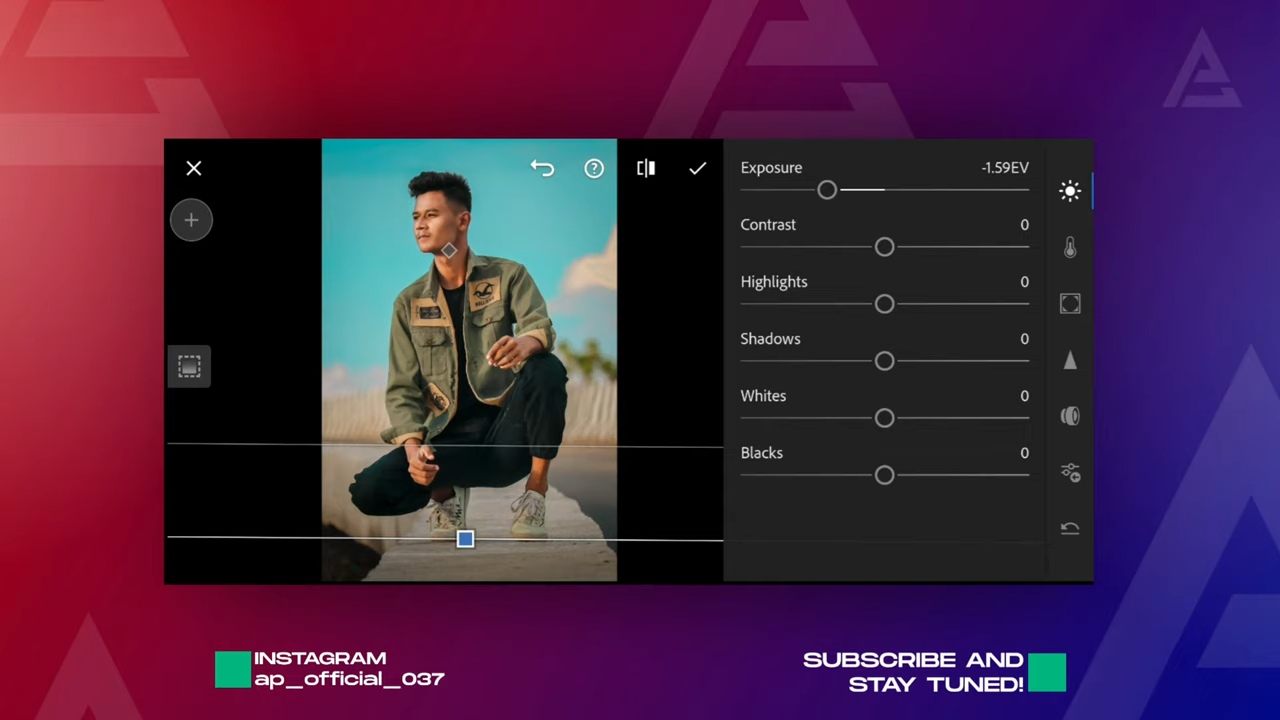 Exposure -1.59EV
Contrast 0
Highlights 0
Shadows 0
Whites 0
Blacks 0
INSTAGRAM
ap_official_037
SUBSCRIBE AND
STAY TUNED!